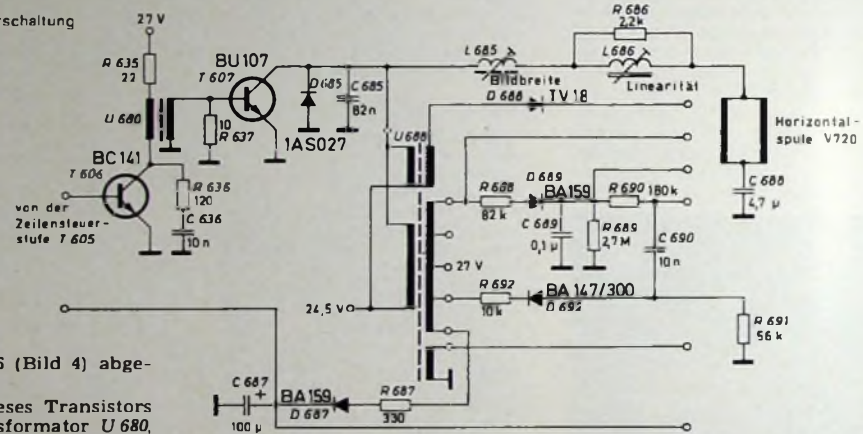 rschaltung
27 V
R 635
22
U 680
BC141
T 606
von der
Zeilensteuer-
stufe T 605
R 636
120
C 636
10 n
BU107
T 607
10
R 637
D 685
1AS027
C 685
82n
L 685
Bildbreite
R 686
2,2k
L 686
Linearität
D 688 TV 18
U 688
Horizontal-
spule V720
C 688
4,7 µ
R 688
82 k
D 689
BA159
C 689
0,1 µ
R 690 180 k
R 689
2,7 M
C 690
10 n
27 V
24,5 V
R 692
10k
BA 147/300
D 692
R 691
56 k
C 687
100 µ
BA159
D 687
R 687
330
6 (Bild 4) abge-
eses Transistors
sformator U 680,